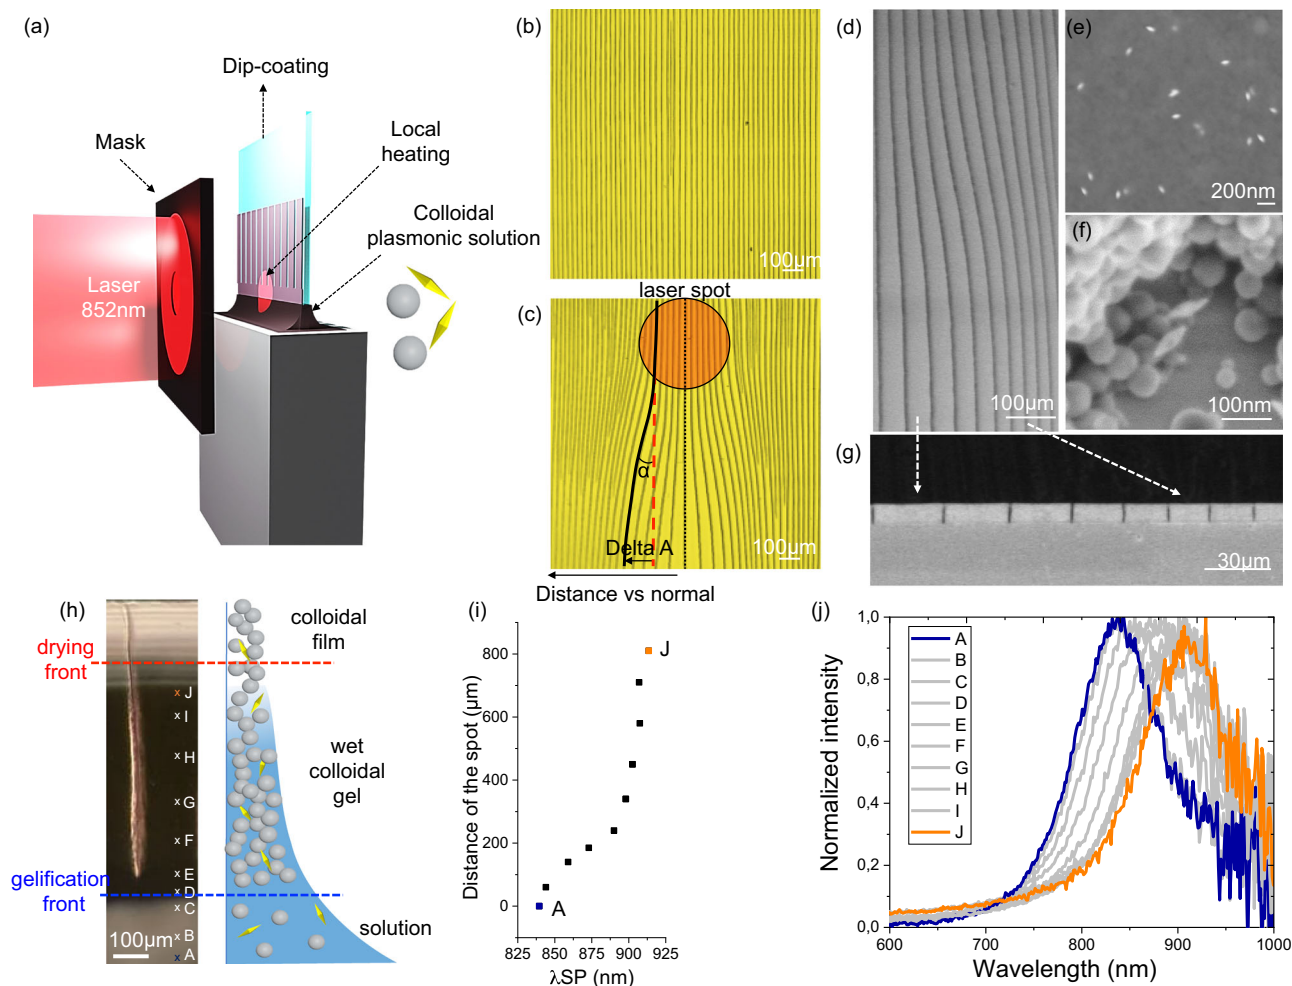 (a)
Dip-coating
Mask
Local
heating
Colloidal
plasmonic solution
Laser
852nm
(b)
100µm
(c)
laser spot
α
Delta A
100µm
Distance vs normal
(d)
100µm
(e)
200nm
(f)
100nm
(g)
30µm
(h)
drying
front
gelification
front
J
I
H
G
F
E
D
C
B
A
100µm
colloidal
film
wet
colloidal
gel
solution
(i)
Distance of the spot (µm)
800
600
400
200
0
J
A
825 850 875 900 925
λSP (nm)
(j)
Normalized intensity
1,0
0,8
0,6
0,4
0,2
0,0
A
B
C
D
E
F
G
H
I
J
600 700 800 900 1000
Wavelength (nm)